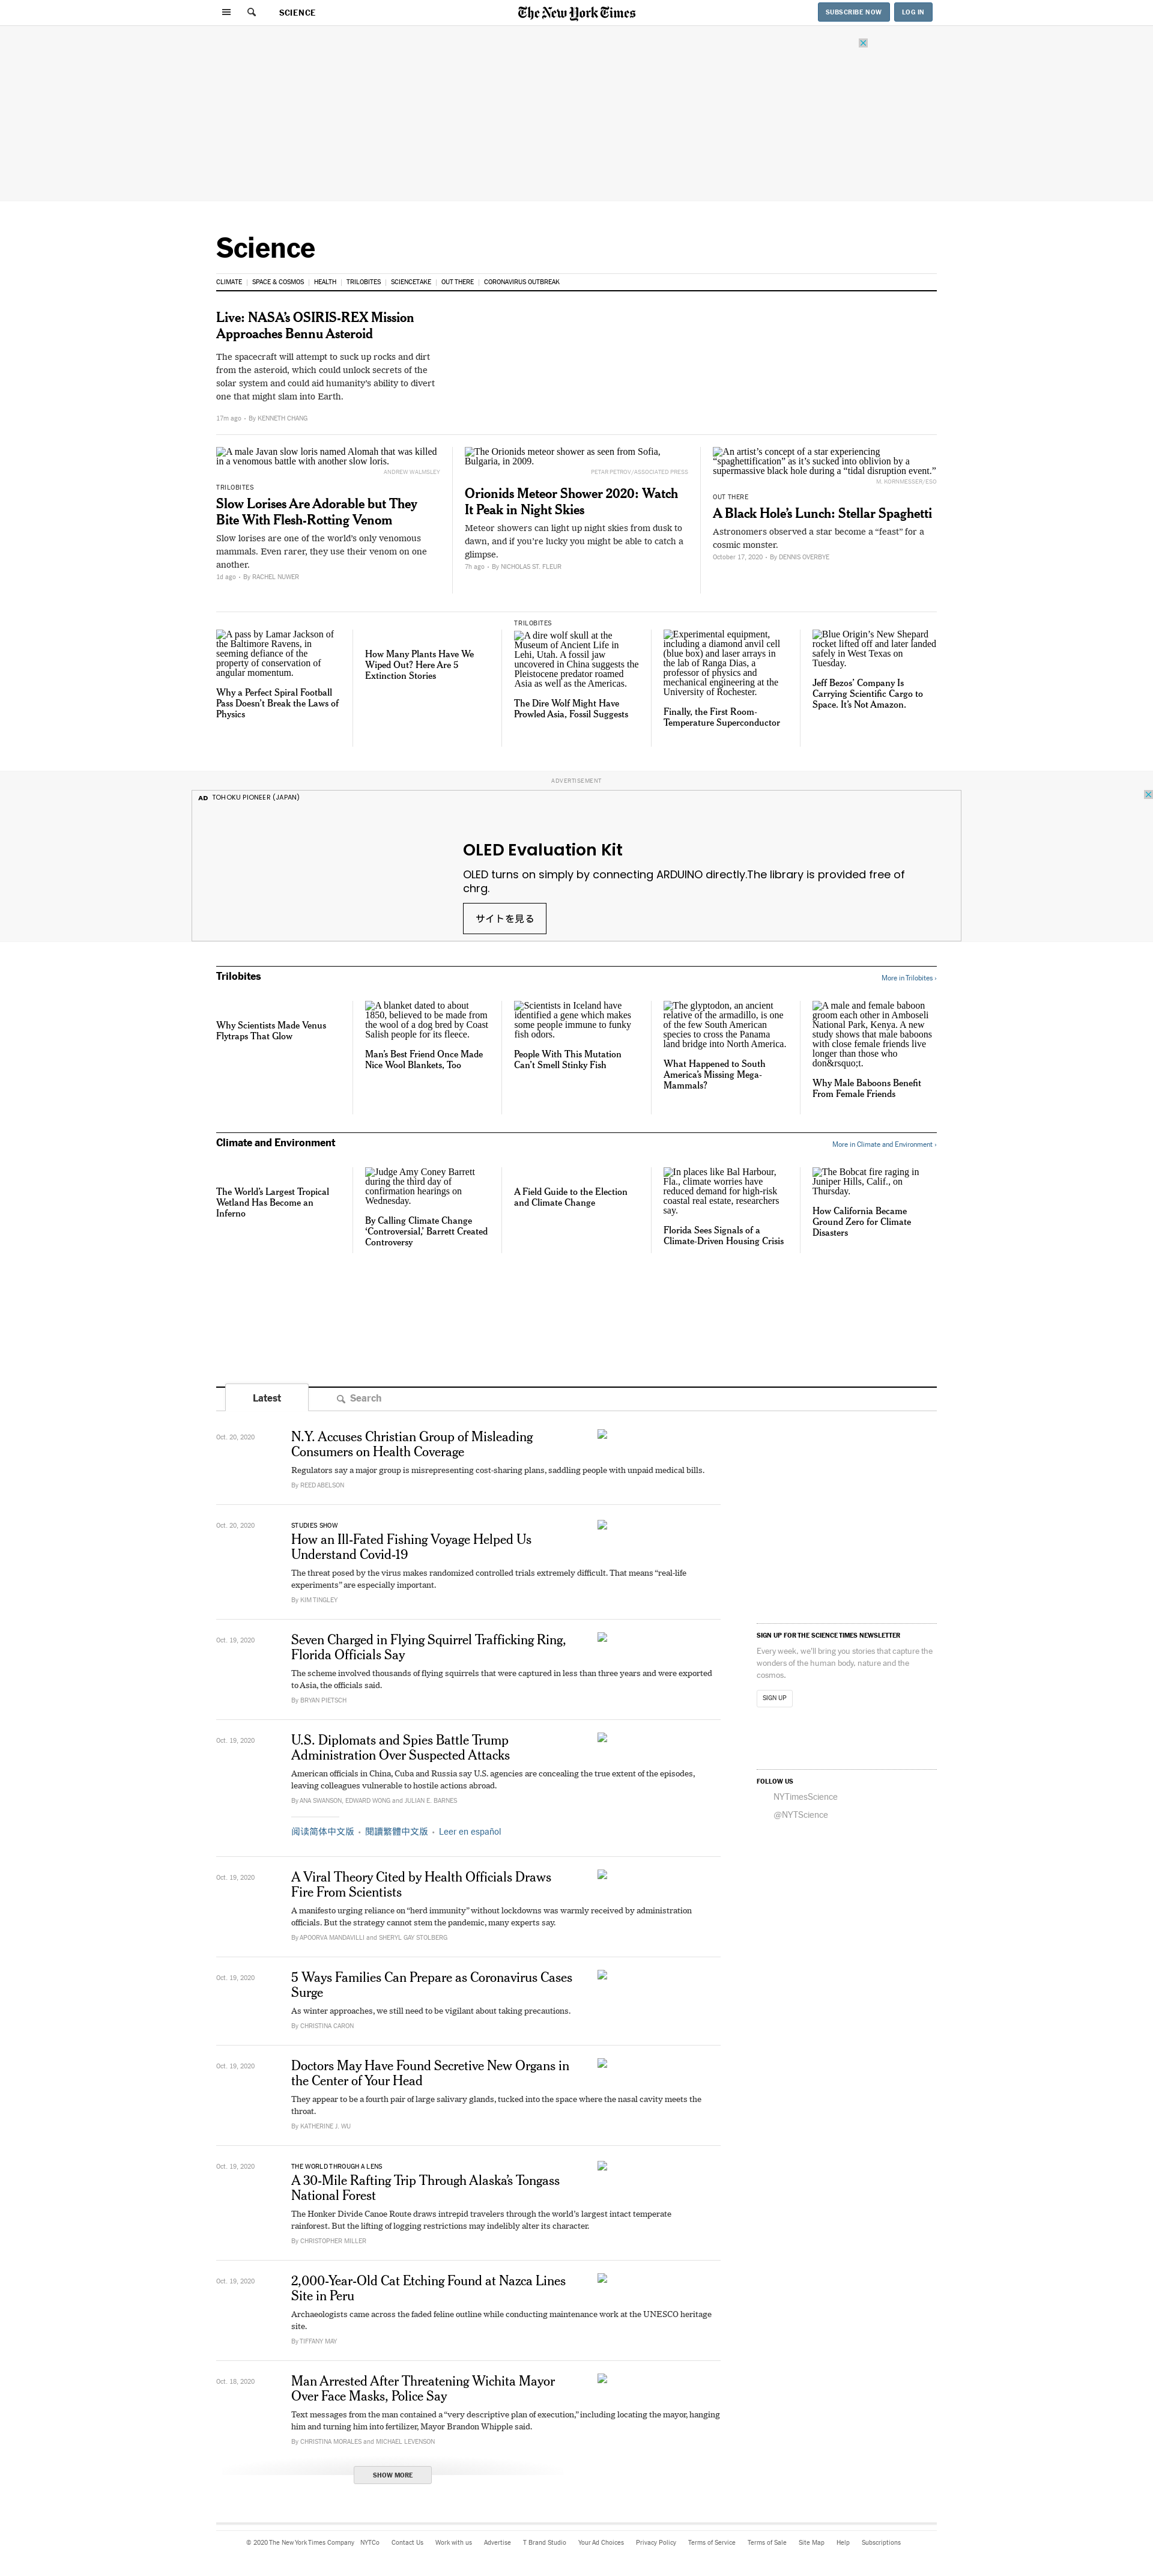 SCIENCE
The New York Times
SUBSCRIBE NOW
LOG IN
Science
CLIMATE
SPACE & COSMOS
HEALTH
TRILOBITES
SCIENCETAKE
OUT THERE
CORONAVIRUS OUTBREAK
Live: NASA’s OSIRIS-REX Mission
Approaches Bennu Asteroid
The spacecraft will attempt to suck up rocks and dirt
from the asteroid, which could unlock secrets of the
solar system and could aid humanity’s ability to divert
one that might slam into Earth.
17m ago • By KENNETH CHANG
A male Javan slow loris named Alomah that was killed
in a venomous battle with another slow loris.
ANDREW WALMSLEY
TRILOBITES
Slow Lorises Are Adorable but They
Bite With Flesh-Rotting Venom
Slow lorises are one of the world’s only venomous
mammals. Even rarer, they use their venom on one
another.
1d ago • By RACHEL NUWER
The Orionids meteor shower as seen from Sofia,
Bulgaria, in 2009.
PETAR PETROV/ASSOCIATED PRESS
Orionids Meteor Shower 2020: Watch
It Peak in Night Skies
Meteor showers can light up night skies from dusk to
dawn, and if you’re lucky you might be able to catch a
glimpse.
7h ago • By NICHOLAS ST. FLEUR
An artist’s concept of a star experiencing
“spaghettification” as it’s sucked into oblivion by a
supermassive black hole during a “tidal disruption event.”
M. KORNMESSER/ESO
OUT THERE
A Black Hole’s Lunch: Stellar Spaghetti
Astronomers observed a star become a “feast” for a
cosmic monster.
October 17, 2020 • By DENNIS OVERBYE
A pass by Lamar Jackson of
the Baltimore Ravens, in
seeming defiance of the
property of conservation of
angular momentum.
Why a Perfect Spiral Football
Pass Doesn’t Break the Laws of
Physics
How Many Plants Have We
Wiped Out? Here Are 5
Extinction Stories
TRILOBITES
A dire wolf skull at the
Museum of Ancient Life in
Lehi, Utah. A fossil jaw
uncovered in China suggests the
Pleistocene predator roamed
Asia as well as the Americas.
The Dire Wolf Might Have
Prowled Asia, Fossil Suggests
Experimental equipment,
including a diamond anvil cell
(blue box) and laser arrays in
the lab of Ranga Dias, a
professor of physics and
mechanical engineering at the
University of Rochester.
Finally, the First Room-
Temperature Superconductor
Blue Origin’s New Shepard
rocket lifted off and later landed
safely in West Texas on
Tuesday.
Jeff Bezos’ Company Is
Carrying Scientific Cargo to
Space. It’s Not Amazon.
ADVERTISEMENT
AD TOHOKU PIONEER (JAPAN)
OLED Evaluation Kit
OLED turns on simply by connecting ARDUINO directly.The library is provided free of
chrg.
サイトを見る
Trilobites
More in Trilobites ›
Why Scientists Made Venus
Flytraps That Glow
A blanket dated to about
1850, believed to be made from
the wool of a dog bred by Coast
Salish people for its fleece.
Man’s Best Friend Once Made
Nice Wool Blankets, Too
Scientists in Iceland have
identified a gene which makes
some people immune to funky
fish odors.
People With This Mutation
Can’t Smell Stinky Fish
The glyptodon, an ancient
relative of the armadillo, is one
of the few South American
species to cross the Panama
land bridge into North America.
What Happened to South
America’s Missing Mega-
Mammals?
A male and female baboon
groom each other in Amboseli
National Park, Kenya. A new
study shows that male baboons
with close female friends live
longer than those who
don&rsquo;t.
Why Male Baboons Benefit
From Female Friends
Climate and Environment
More in Climate and Environment ›
The World’s Largest Tropical
Wetland Has Become an
Inferno
Judge Amy Coney Barrett
during the third day of
confirmation hearings on
Wednesday.
By Calling Climate Change
‘Controversial,’ Barrett Created
Controversy
A Field Guide to the Election
and Climate Change
In places like Bal Harbour,
Fla., climate worries have
reduced demand for high-risk
coastal real estate, researchers
say.
Florida Sees Signals of a
Climate-Driven Housing Crisis
The Bobcat fire raging in
Juniper Hills, Calif., on
Thursday.
How California Became
Ground Zero for Climate
Disasters
Latest
Search
Oct. 20, 2020
N.Y. Accuses Christian Group of Misleading
Consumers on Health Coverage
Regulators say a major group is misrepresenting cost-sharing plans, saddling people with unpaid medical bills.
By REED ABELSON
Oct. 20, 2020
STUDIES SHOW
How an Ill-Fated Fishing Voyage Helped Us
Understand Covid-19
The threat posed by the virus makes randomized controlled trials extremely difficult. That means “real-life
experiments” are especially important.
By KIM TINGLEY
Oct. 19, 2020
Seven Charged in Flying Squirrel Trafficking Ring,
Florida Officials Say
The scheme involved thousands of flying squirrels that were captured in less than three years and were exported
to Asia, the officials said.
By BRYAN PIETSCH
SIGN UP FOR THE SCIENCE TIMES NEWSLETTER
Every week, we’ll bring you stories that capture the
wonders of the human body, nature and the
cosmos.
SIGN UP
Oct. 19, 2020
U.S. Diplomats and Spies Battle Trump
Administration Over Suspected Attacks
American officials in China, Cuba and Russia say U.S. agencies are concealing the true extent of the episodes,
leaving colleagues vulnerable to hostile actions abroad.
By ANA SWANSON, EDWARD WONG and JULIAN E. BARNES
阅读简体中文版 • 閱讀繁體中文版 • Leer en español
FOLLOW US
NYTimesScience
@NYTScience
Oct. 19, 2020
A Viral Theory Cited by Health Officials Draws
Fire From Scientists
A manifesto urging reliance on “herd immunity” without lockdowns was warmly received by administration
officials. But the strategy cannot stem the pandemic, many experts say.
By APOORVA MANDAVILLI and SHERYL GAY STOLBERG
Oct. 19, 2020
5 Ways Families Can Prepare as Coronavirus Cases
Surge
As winter approaches, we still need to be vigilant about taking precautions.
By CHRISTINA CARON
Oct. 19, 2020
Doctors May Have Found Secretive New Organs in
the Center of Your Head
They appear to be a fourth pair of large salivary glands, tucked into the space where the nasal cavity meets the
throat.
By KATHERINE J. WU
Oct. 19, 2020
THE WORLD THROUGH A LENS
A 30-Mile Rafting Trip Through Alaska’s Tongass
National Forest
The Honker Divide Canoe Route draws intrepid travelers through the world’s largest intact temperate
rainforest. But the lifting of logging restrictions may indelibly alter its character.
By CHRISTOPHER MILLER
Oct. 19, 2020
2,000-Year-Old Cat Etching Found at Nazca Lines
Site in Peru
Archaeologists came across the faded feline outline while conducting maintenance work at the UNESCO heritage
site.
By TIFFANY MAY
Oct. 18, 2020
Man Arrested After Threatening Wichita Mayor
Over Face Masks, Police Say
Text messages from the man contained a “very descriptive plan of execution,” including locating the mayor, hanging
him and turning him into fertilizer, Mayor Brandon Whipple said.
By CHRISTINA MORALES and MICHAEL LEVENSON
SHOW MORE
© 2020 The New York Times Company NYTCo Contact Us Work with us Advertise T Brand Studio Your Ad Choices Privacy Policy Terms of Service Terms of Sale Site Map Help Subscriptions